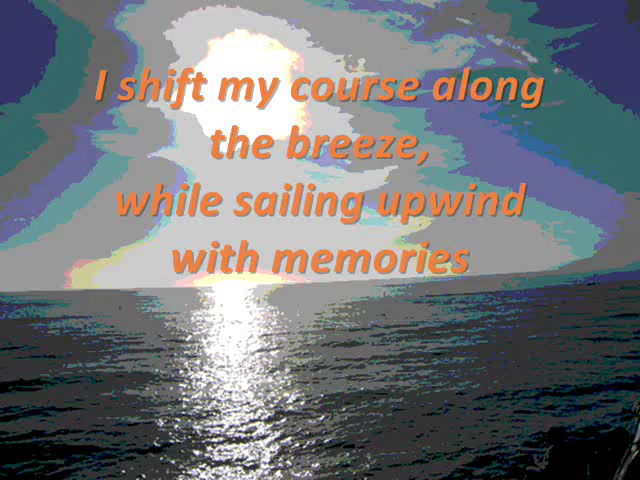 I shift my course along
the breeze,
while sailing upwind
with memories